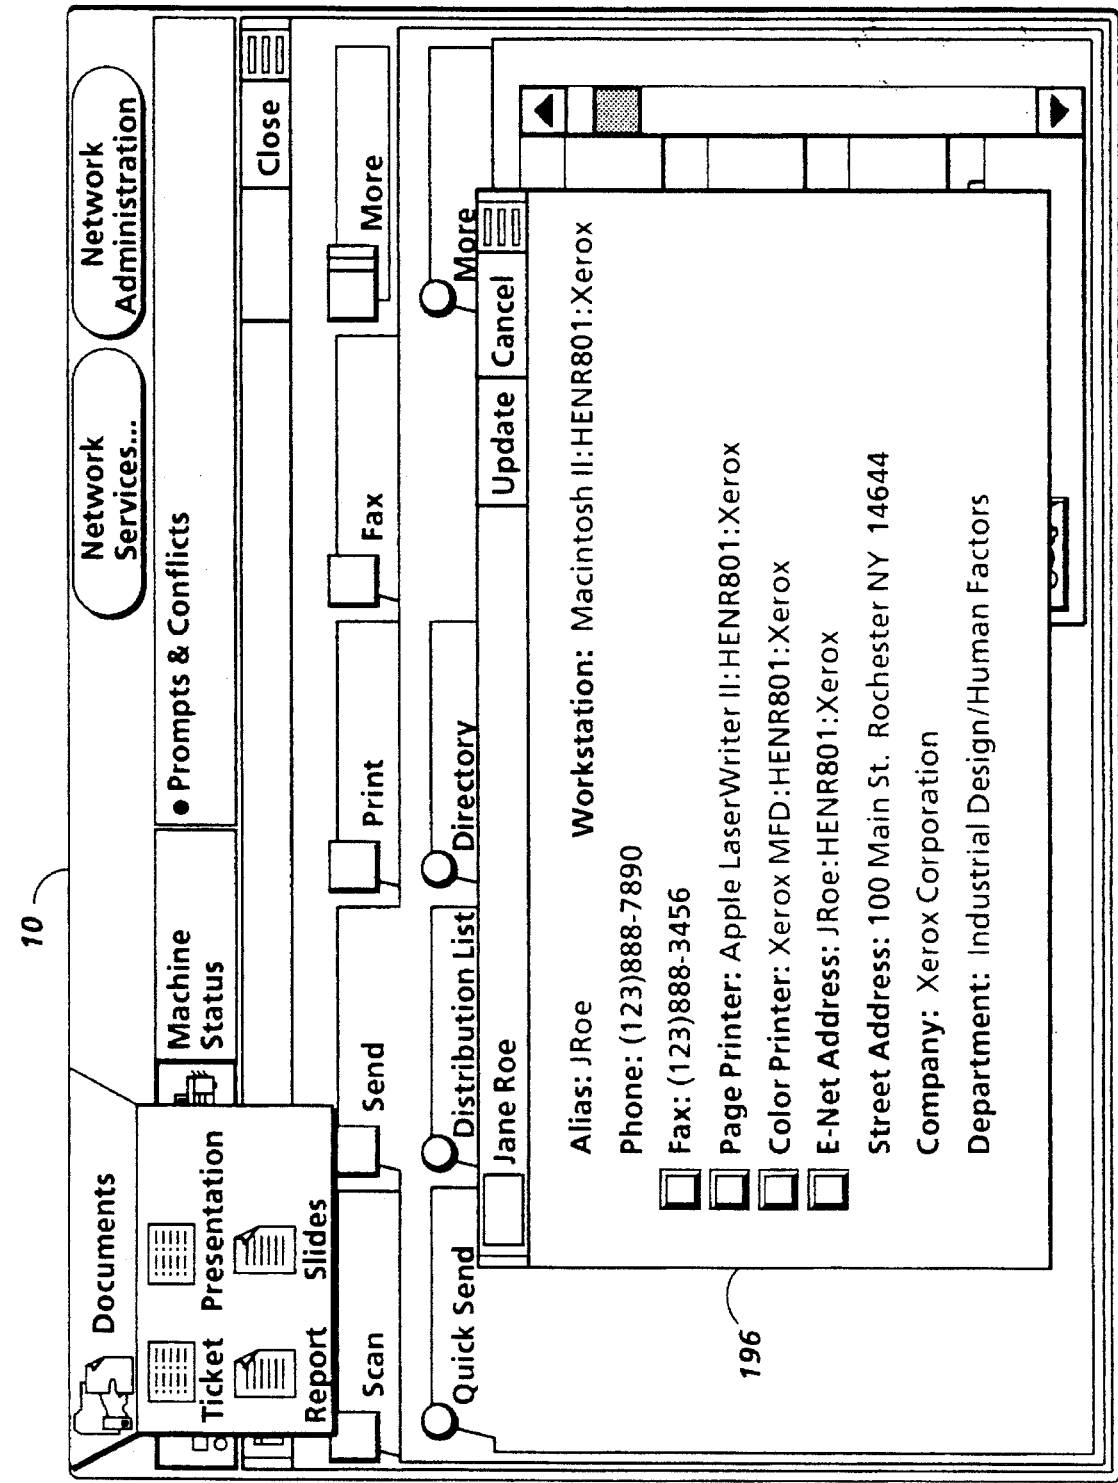 10
Documents
Network
Services...
Network
Administration
Ticket Presentation
Report Slides
Machine
Status
● Prompts & Conflicts
Close
Scan
Send
Print
Fax
More
Quick Send
Distribution List
Directory
More
Jane Roe
Update
Cancel
Alias: JRoe
Workstation: Macintosh II:HENR801:Xerox
Phone: (123)888-7890
Fax: (123)888-3456
Page Printer: Apple LaserWriter II:HENR801:Xerox
Color Printer: Xerox MFD:HENR801:Xerox
E-Net Address: JRoe:HENR801:Xerox
Street Address: 100 Main St. Rochester NY 14644
Company: Xerox Corporation
Department: Industrial Design/Human Factors
196